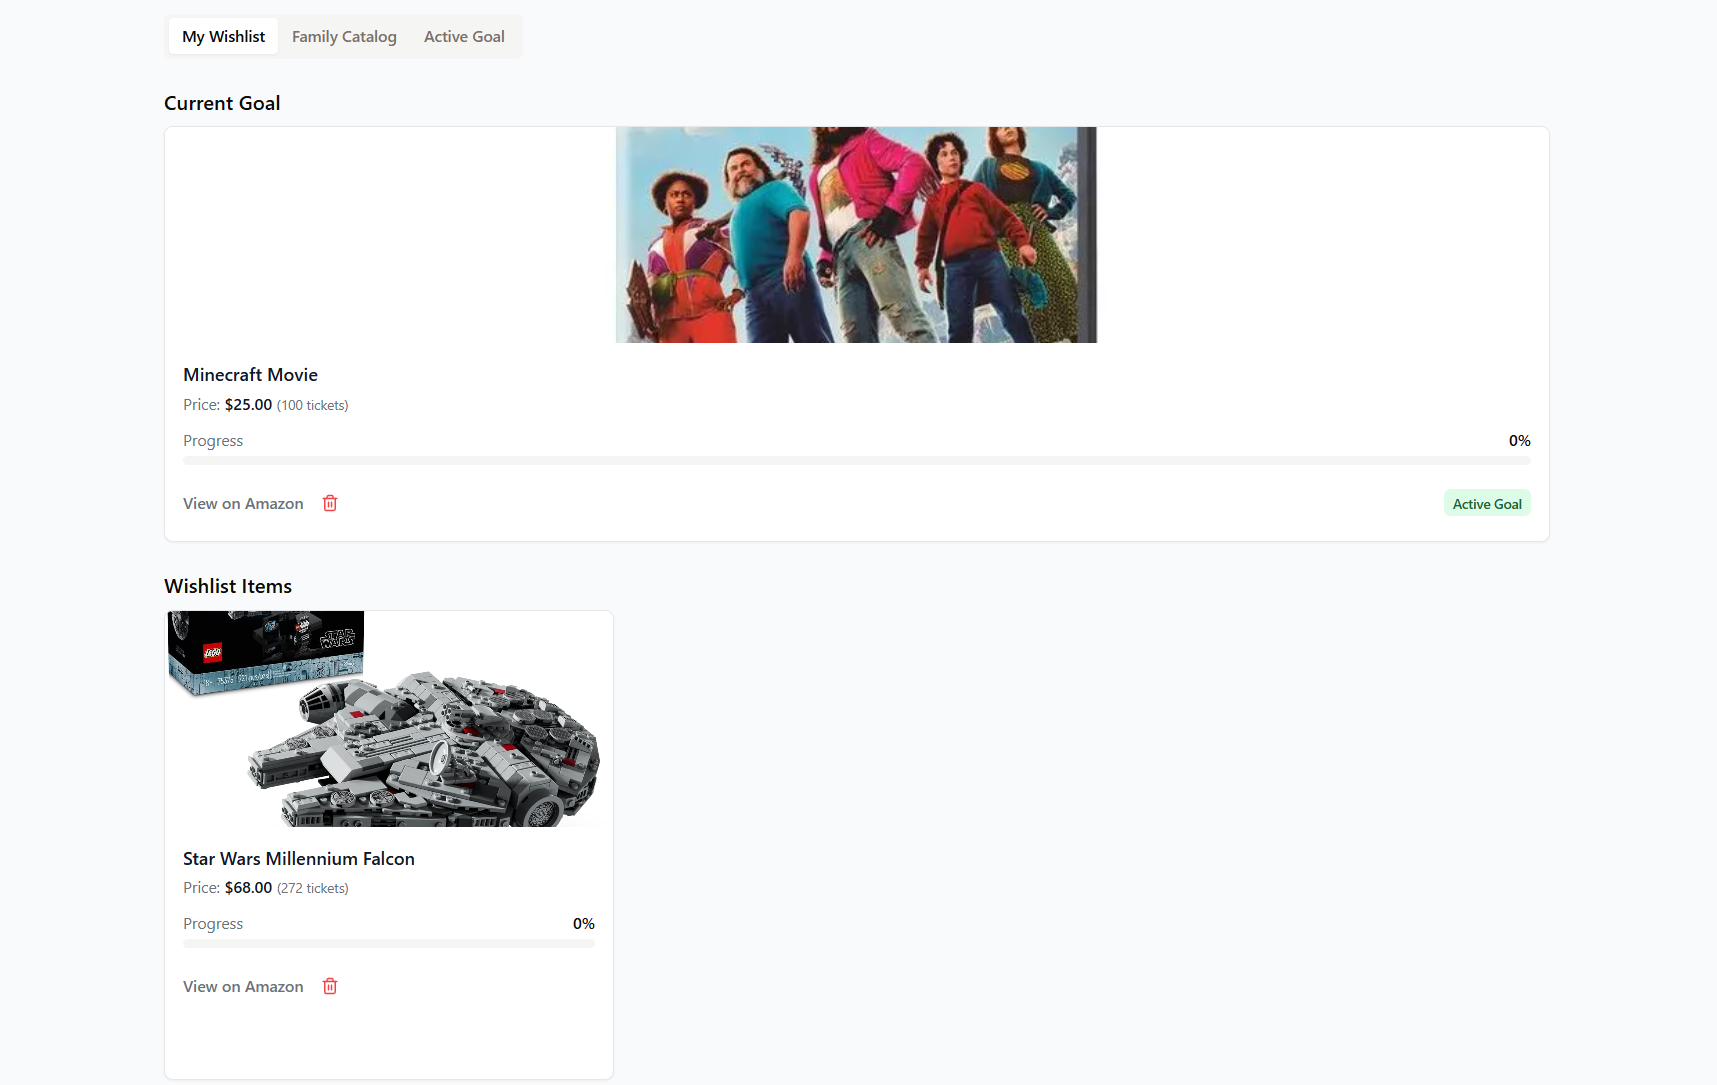 My Wishlist Family Catalog Active Goal
Current Goal
Minecraft Movie
Price: $25.00 (100 tickets)
Progress 0%
View on Amazon Active Goal
Wishlist Items
STAR WARS
LEGO
Star Wars Millennium Falcon
Price: $68.00 (272 tickets)
Progress 0%
View on Amazon